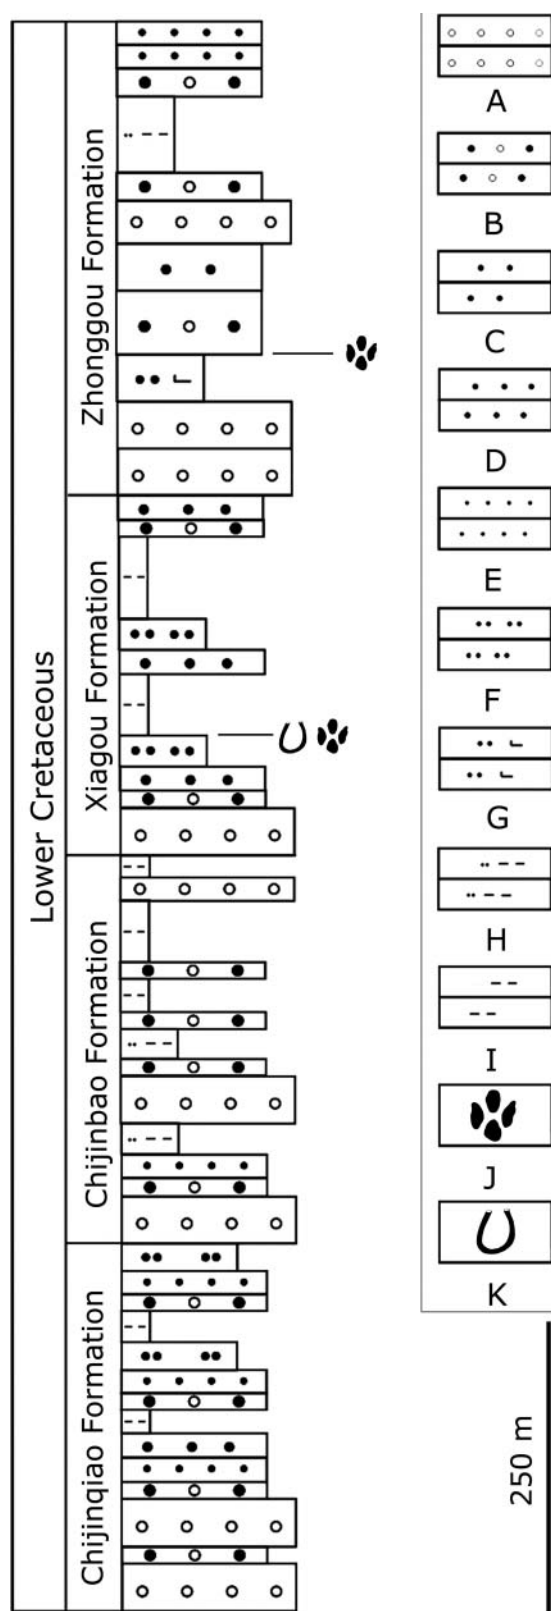 Lower Cretaceous
Zhonggou Formation
Xiagou Formation
Chijinbao Formation
Chijinqiao Formation
A
B
C
D
E
F
G
H
I
J
K
250 m